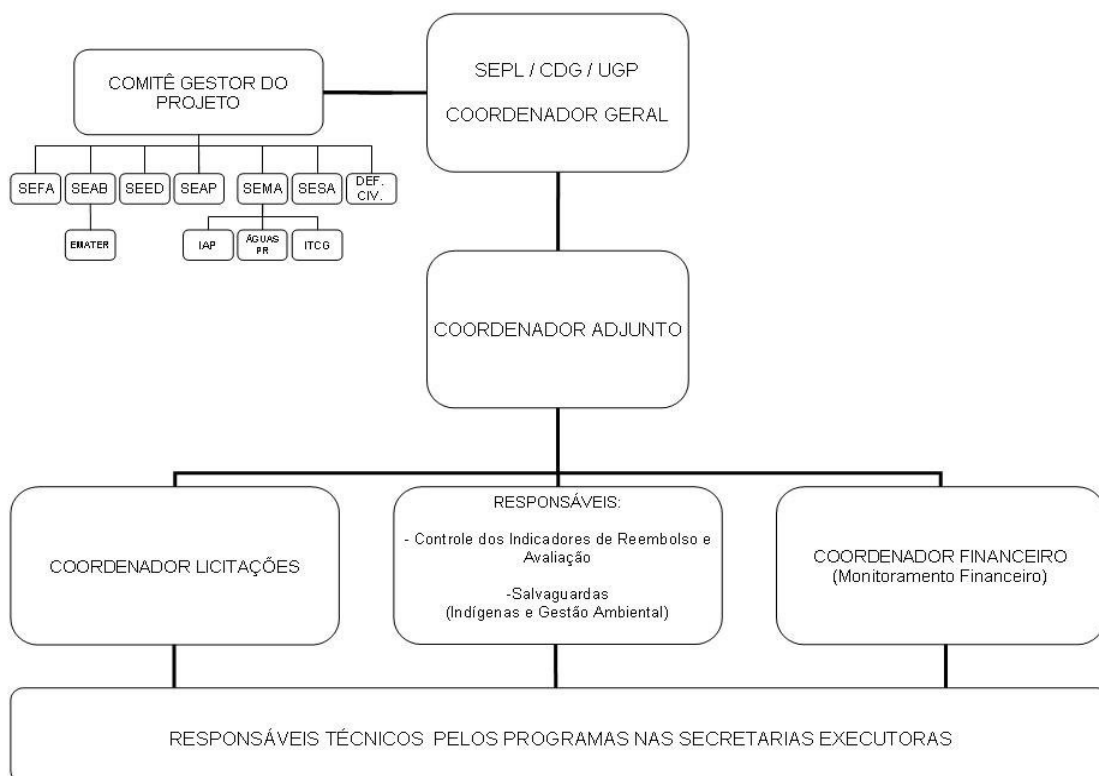 COMITÊ GESTOR DO
PROJETO
SEPL / CDG / UGP
COORDENADOR GERAL
SEFA
SEAB
SEED
SEAP
SEMA
SESA
DEF.
CIV.
EMATER
IAP
ÁGUAS
PR
ITCG
COORDENADOR ADJUNTO
COORDENADOR LICITAÇÕES
RESPONSÁVEIS:
- Controle dos Indicadores de Reembolso e
Avaliação
-Salvaguardas
(Indígenas e Gestão Ambiental)
COORDENADOR FINANCEIRO
(Monitoramento Financeiro)
RESPONSÁVEIS TÉCNICOS PELOS PROGRAMAS NAS SECRETARIAS EXECUTORAS